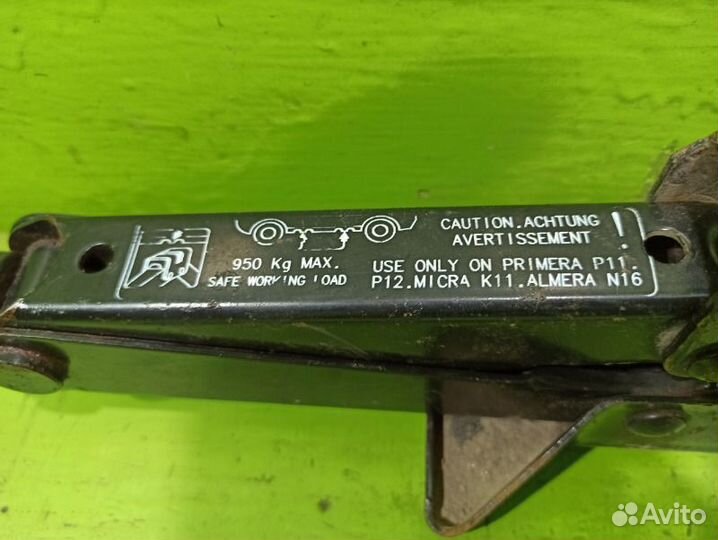 950 Kg MAX.
SAFE WORKING LOAD
CAUTION.ACHTUNG
AVERTISSEMENT
!
USE ONLY ON PRIMERA P11.
P12.MICRA K11.ALMERA N16
Avito